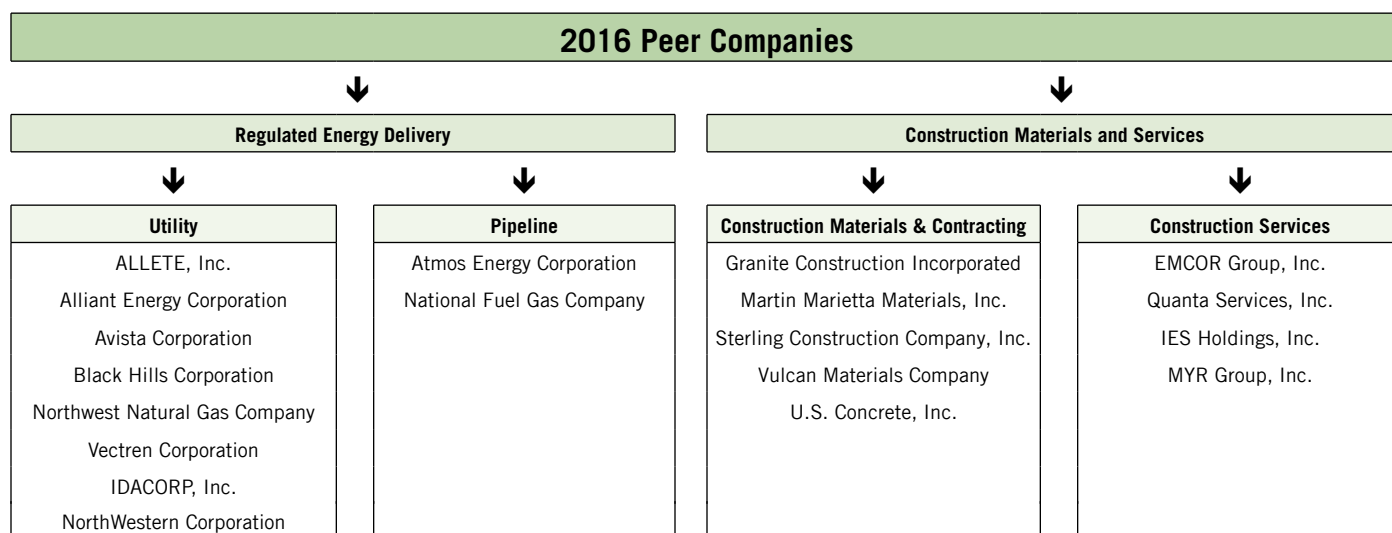 2016 Peer Companies
Regulated Energy Delivery
Construction Materials and Services
Utility
ALLETE, Inc.
Alliant Energy Corporation
Avista Corporation
Black Hills Corporation
Northwest Natural Gas Company
Vectren Corporation
IDACORP, Inc.
NorthWestern Corporation
Pipeline
Atmos Energy Corporation
National Fuel Gas Company
Construction Materials & Contracting
Granite Construction Incorporated
Martin Marietta Materials, Inc.
Sterling Construction Company, Inc.
Vulcan Materials Company
U.S. Concrete, Inc.
Construction Services
EMCOR Group, Inc.
Quanta Services, Inc.
IES Holdings, Inc.
MYR Group, Inc.